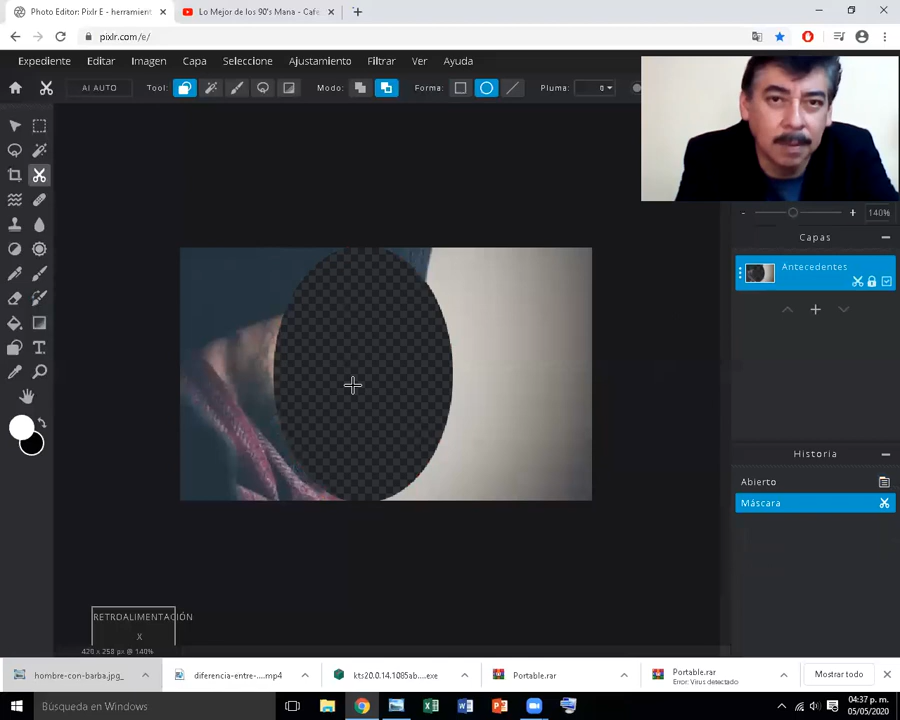 Photo Editor: Pixlr E - herramient
Lo Mejor de los 90's Mana - Cafe
pixlr.com/e/
Expediente Editar Imagen Capa Seleccione Ajustamiento Filtrar Ver Ayuda
AI AUTO Tool: Modo: Forma: Pluma: 0
- + 140%
Capas
Antecedentes
Historia
Abierto
Máscara
RETROALIMENTACIÓN
X
420 x 258 px @ 140%
hombre-con-barba.jpg_
diferencia-entre-....mp4
kts20.0.14.1085ab....exe
Portable.rar
Portable.rar
Error: Virus detectado
Mostrar todo
Búsqueda en Windows
04:37 p. m.
05/05/2020